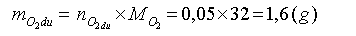 m_{O_2 du} = n_{O_2 du} × M_{O_2} = 0,05×32 = 1,6 (g)